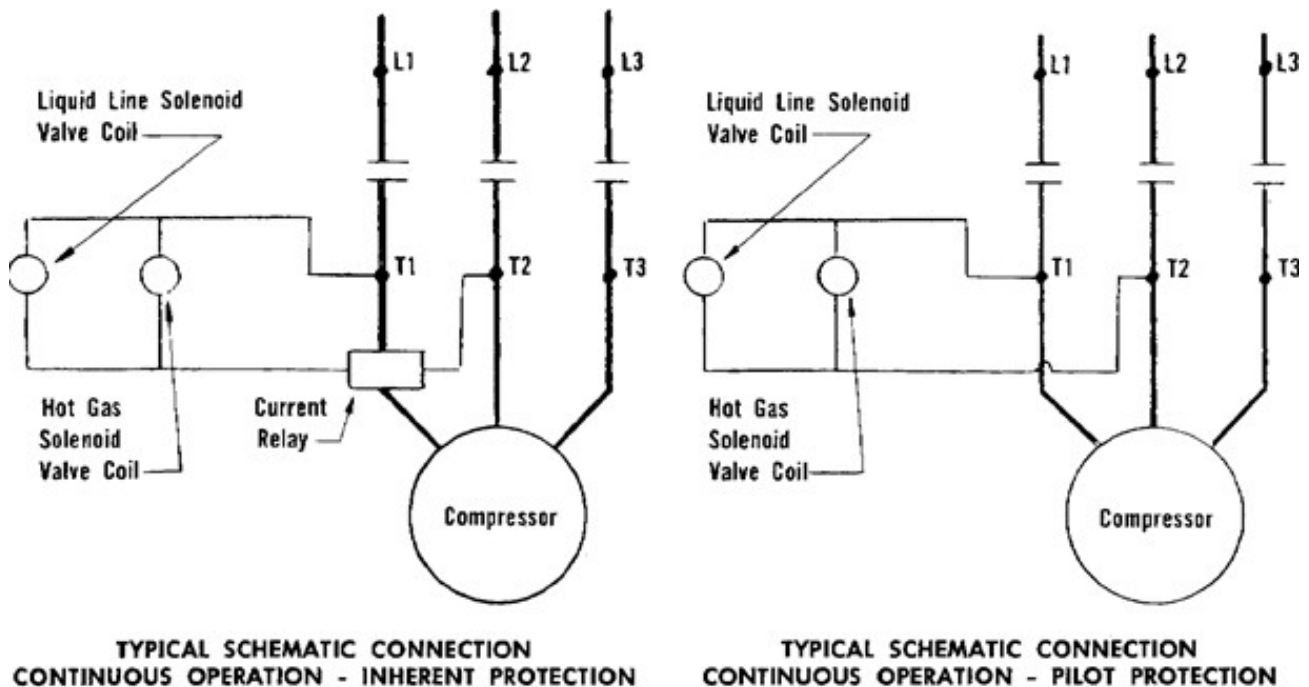 L1
L2
L3
Liquid Line Solenoid
Valve Coil
T1
T2
T3
Hot Gas
Solenoid
Valve Coil
Current
Relay
Compressor
TYPICAL SCHEMATIC CONNECTION
CONTINUOUS OPERATION - INHERENT PROTECTION
L1
L2
L3
Liquid Line Solenoid
Valve Coil
T1
T2
T3
Hot Gas
Solenoid
Valve Coil
Compressor
TYPICAL SCHEMATIC CONNECTION
CONTINUOUS OPERATION - PILOT PROTECTION